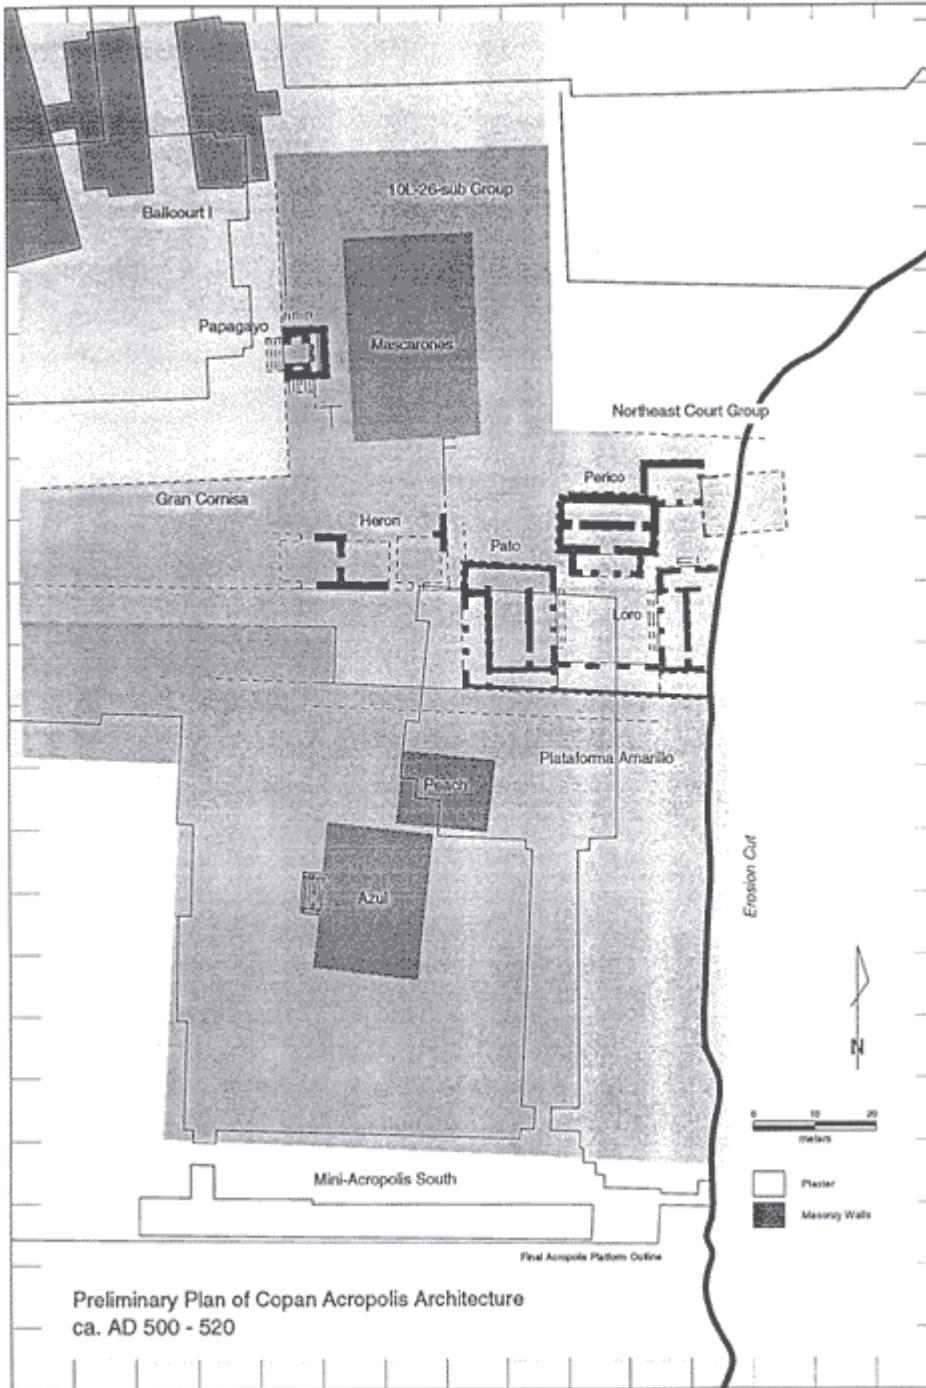 10L-26-sub Group
Ballcourt I
Papagayo
Mascarones
Northeast Court Group
Perico
Gran Cornisa
Heron
Pato
Loro
Plataforma Amarillo
Peach
Azul
Erosion Cut
N
0 10 20
meters
Mini-Acropolis South
Plaster
Masonry Walls
Final Acropolis Platform Outline
Preliminary Plan of Copan Acropolis Architecture
ca. AD 500 - 520